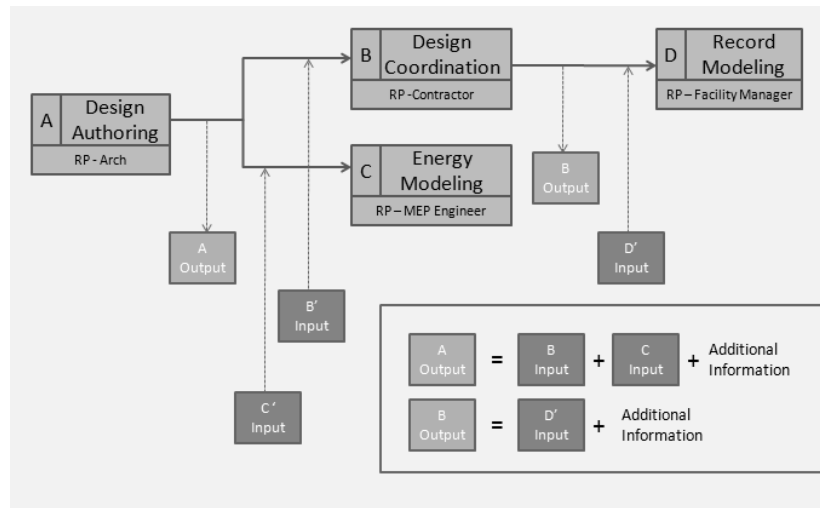 A
Design
Authoring
RP - Arch
B
Design
Coordination
RP -Contractor
C
Energy
Modeling
RP – MEP Engineer
D
Record
Modeling
RP – Facility Manager
A
Output
B'
Input
C '
Input
B
Output
D'
Input
A
Output
=
B
Input
+
C
Input
+
Additional
Information
B
Output
=
D'
Input
+
Additional
Information